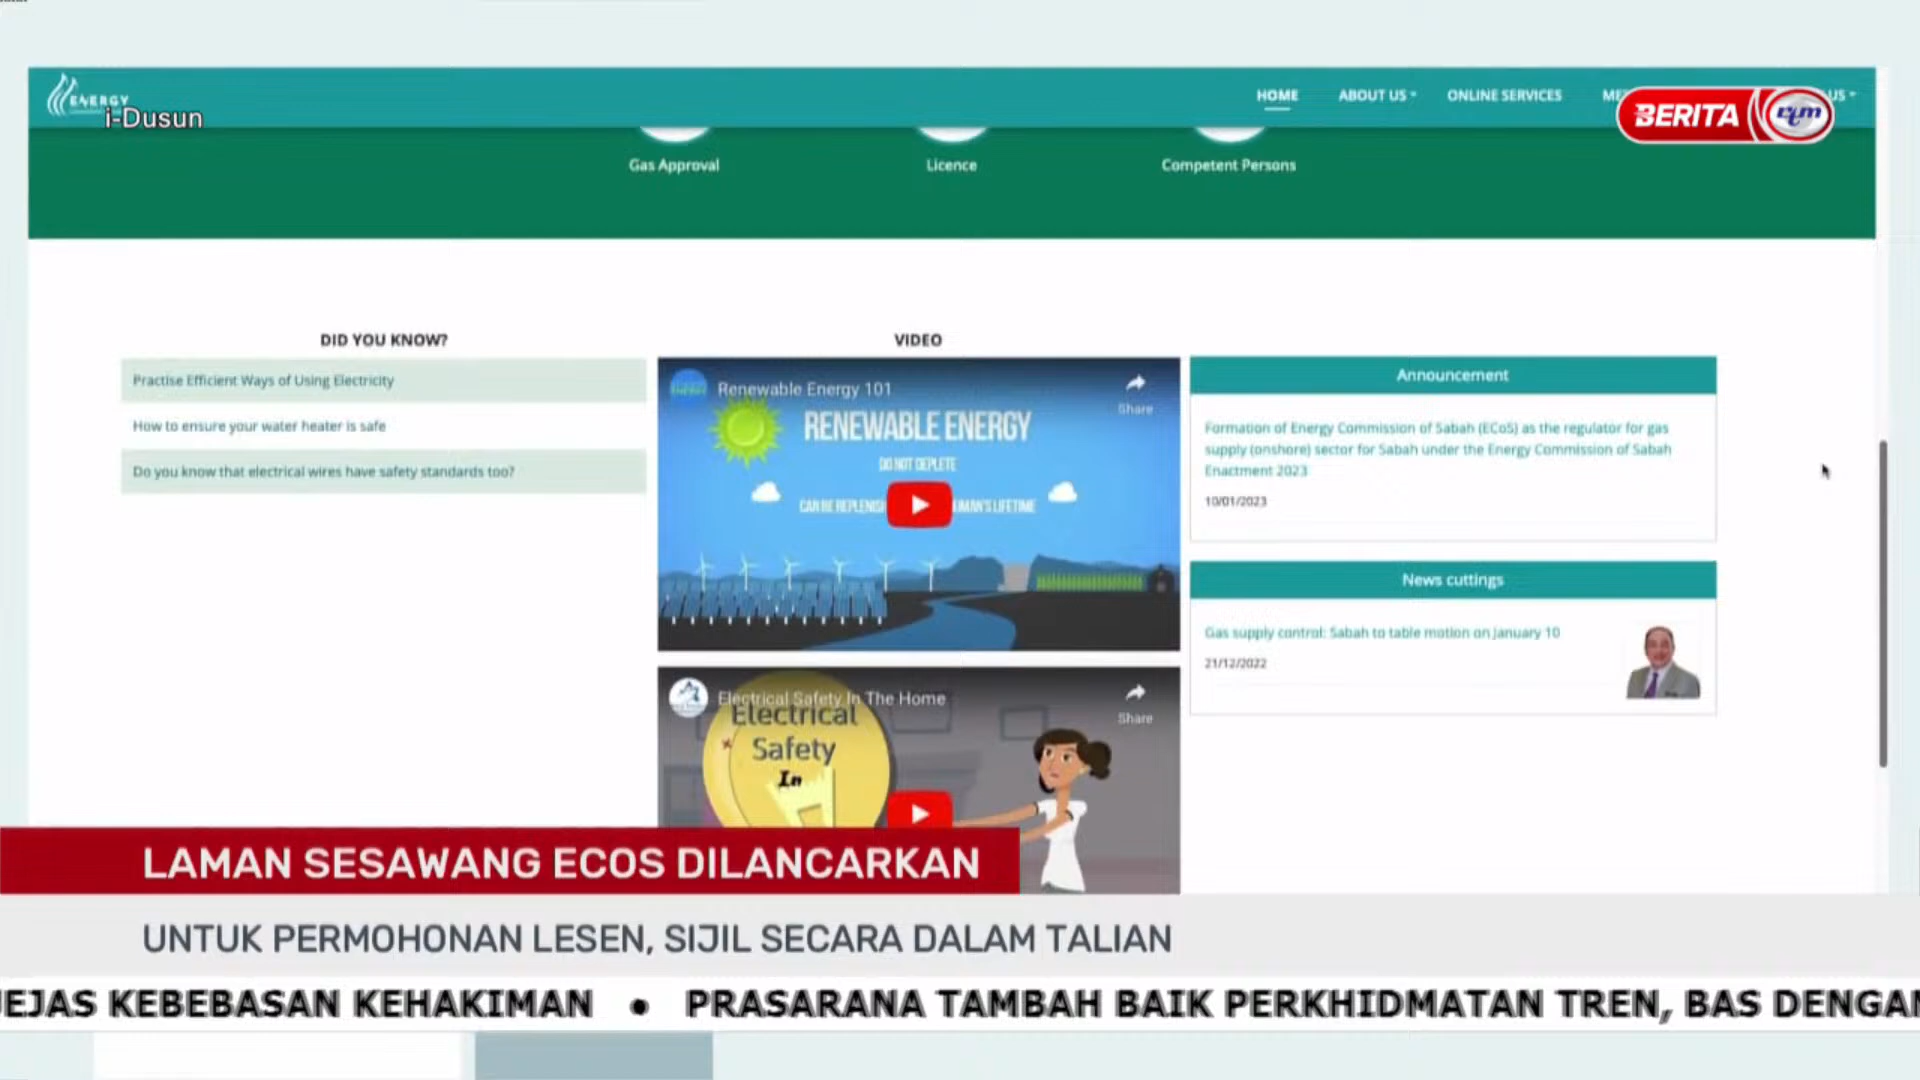 ENERGY
i-Dusun
HOME
ABOUT US
ONLINE SERVICES
US
BERITA rtm
Gas Approval
Licence
Competent Persons
DID YOU KNOW?
Practise Efficient Ways of Using Electricity
How to ensure your water heater is safe
Do you know that electrical wires have safety standards too?
VIDEO
Renewable Energy 101
Share
RENEWABLE ENERGY
DO NOT DEPLETE
Electrical Safety In The Home
Share
Electrical
Safety
In
Announcement
Formation of Energy Commission of Sabah (ECoS) as the regulator for gas
supply (onshore) sector for Sabah under the Energy Commission of Sabah
Enactment 2023
10/01/2023
News cuttings
Gas supply control: Sabah to table motion on January 10
21/12/2022
LAMAN SESAWANG ECOS DILANCARKAN
UNTUK PERMOHONAN LESEN, SIJIL SECARA DALAM TALIAN
JEJAS KEBEBASAN KEHAKIMAN • PRASARANA TAMBAH BAIK PERKHIDMATAN TREN, BAS DENGAN